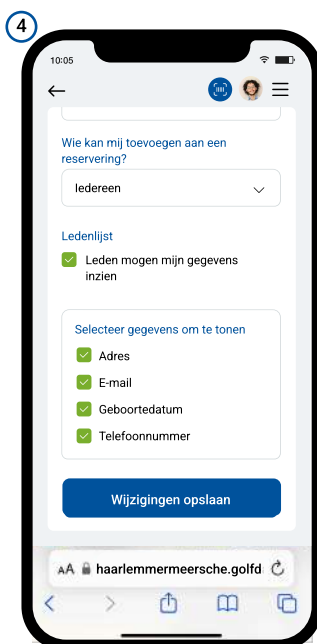 4
10:05
Wie kan mij toevoegen aan een
reservering?
Iedereen
Ledenlijst
Leden mogen mijn gegevens
inzien
Selecteer gegevens om te tonen
Adres
E-mail
Geboortedatum
Telefoonnummer
Wijzigingen opslaan
AA haarlemmermeersche.golfd